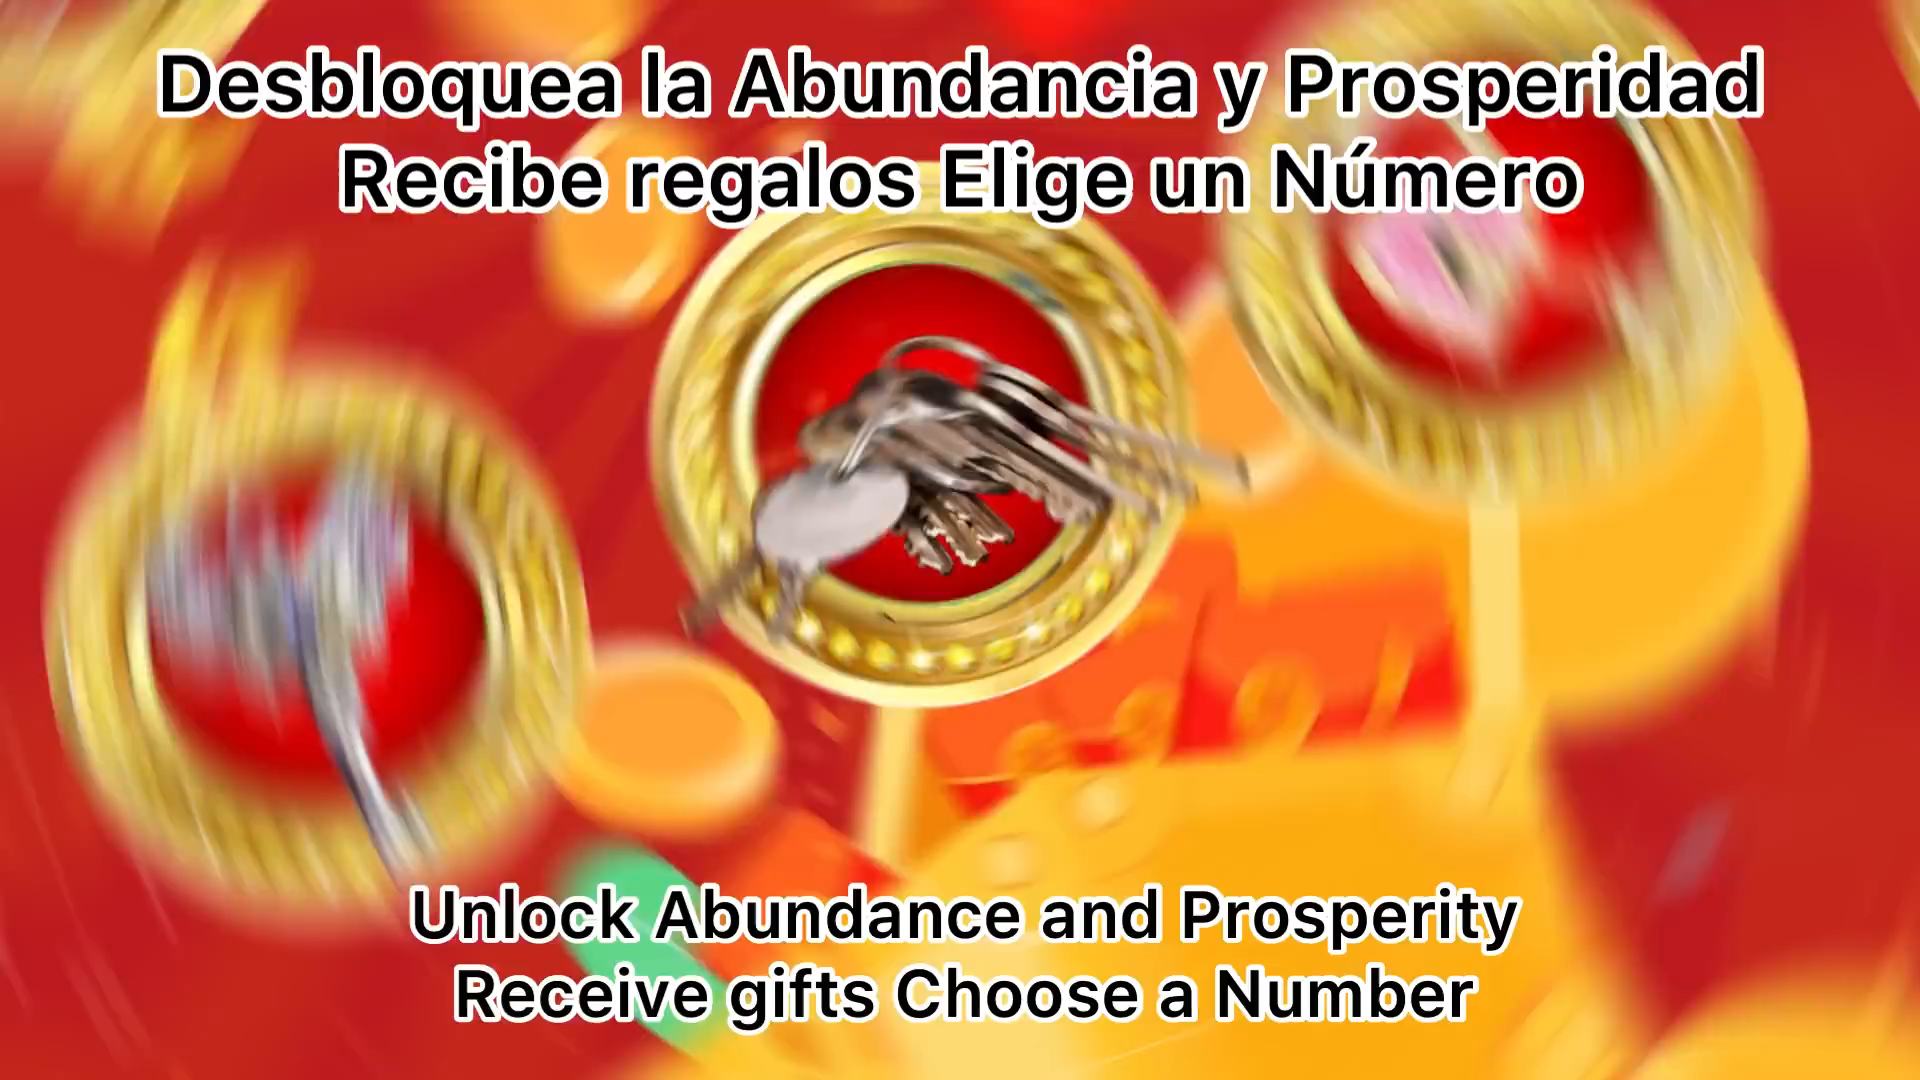 Desbloquea la Abundancia y Prosperidad
Recibe regalos Elige un Número
Unlock Abundance and Prosperity
Receive gifts Choose a Number